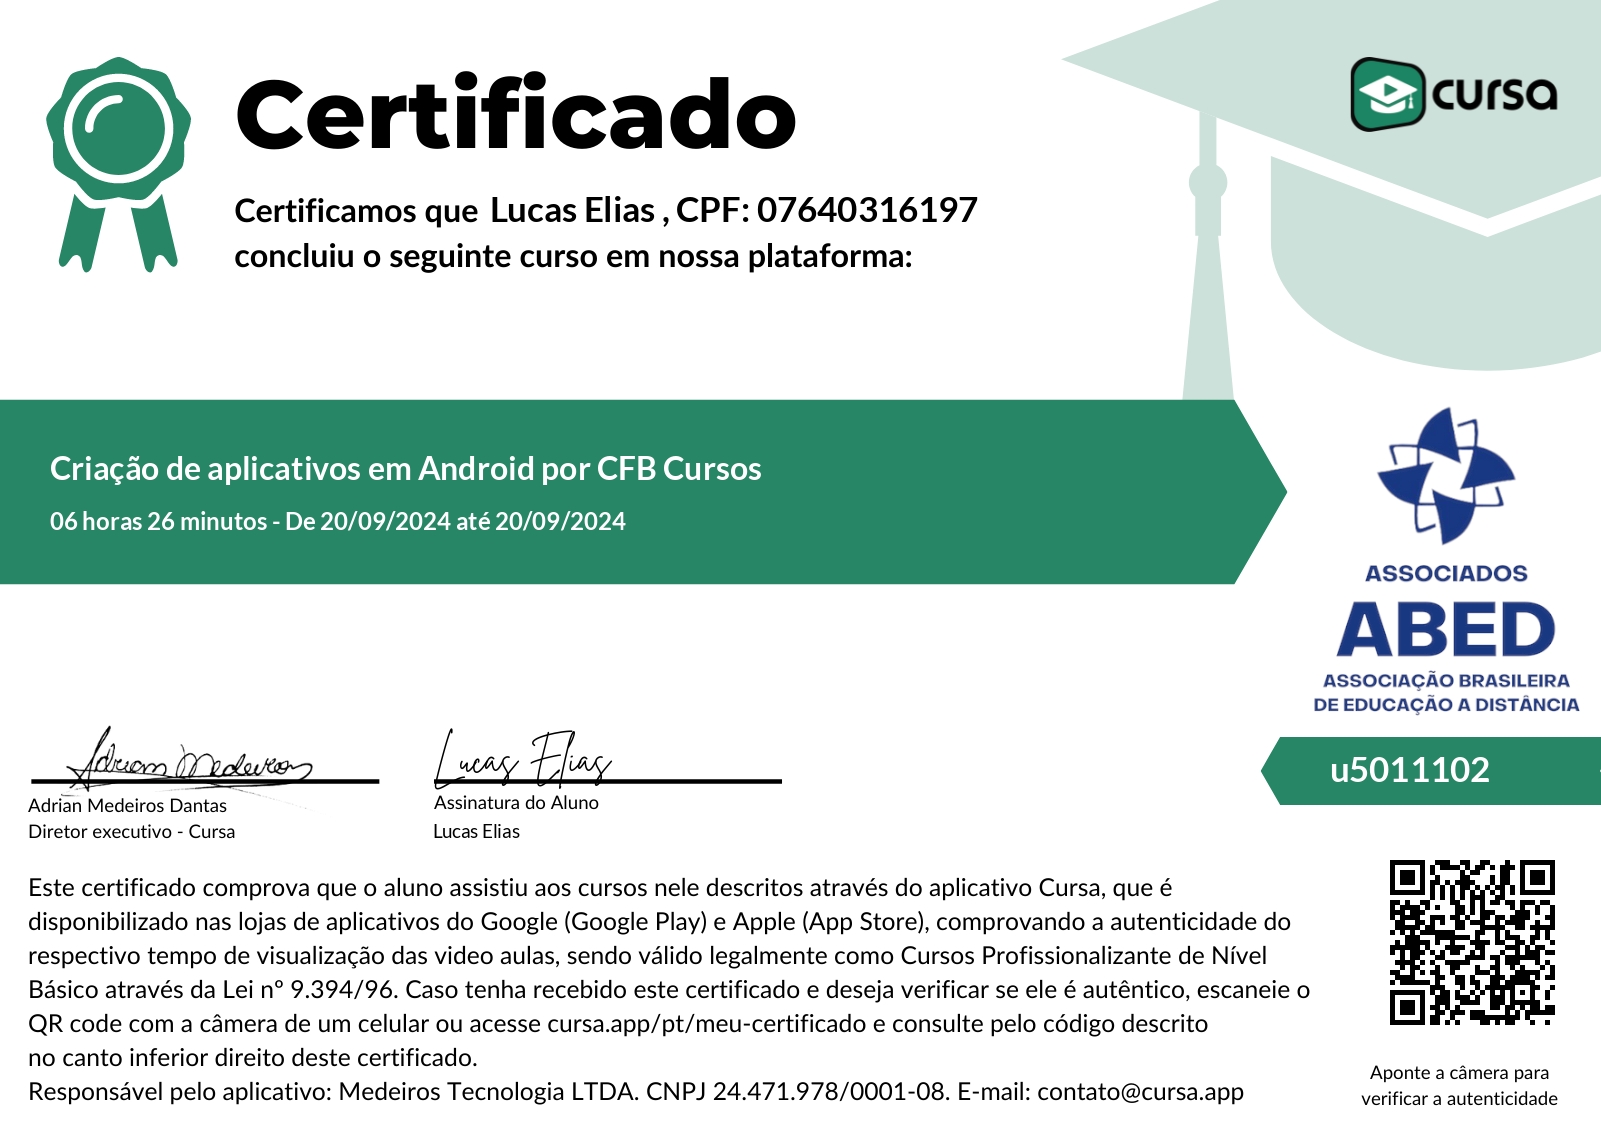 Certificado
cursa
Certificamos que Lucas Elias , CPF: 07640316197
concluiu o seguinte curso em nossa plataforma:
Criação de aplicativos em Android por CFB Cursos
06 horas 26 minutos - De 20/09/2024 até 20/09/2024
ASSOCIADOS
ABED
ASSOCIAÇÃO BRASILEIRA
DE EDUCAÇÃO A DISTÂNCIA
u5011102
Adrian Medeiros
Lucas Elias
Adrian Medeiros Dantas
Diretor executivo - Cursa
Assinatura do Aluno
Lucas Elias
Este certificado comprova que o aluno assistiu aos cursos nele descritos através do aplicativo Cursa, que é
disponibilizado nas lojas de aplicativos do Google (Google Play) e Apple (App Store), comprovando a autenticidade do
respectivo tempo de visualização das video aulas, sendo válido legalmente como Cursos Profissionalizante de Nível
Básico através da Lei nº 9.394/96. Caso tenha recebido este certificado e deseja verificar se ele é autêntico, escaneie o
QR code com a câmera de um celular ou acesse cursa.app/pt/meu-certificado e consulte pelo código descrito
no canto inferior direito deste certificado.
Responsável pelo aplicativo: Medeiros Tecnologia LTDA. CNPJ 24.471.978/0001-08. E-mail: contato@cursa.app
Aponte a câmera para
verificar a autenticidade